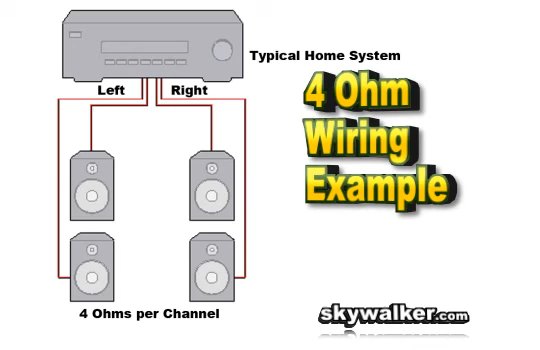 Typical Home System
Left Right
4 Ohm
Wiring
Example
4 Ohms per Channel
skywalker.com